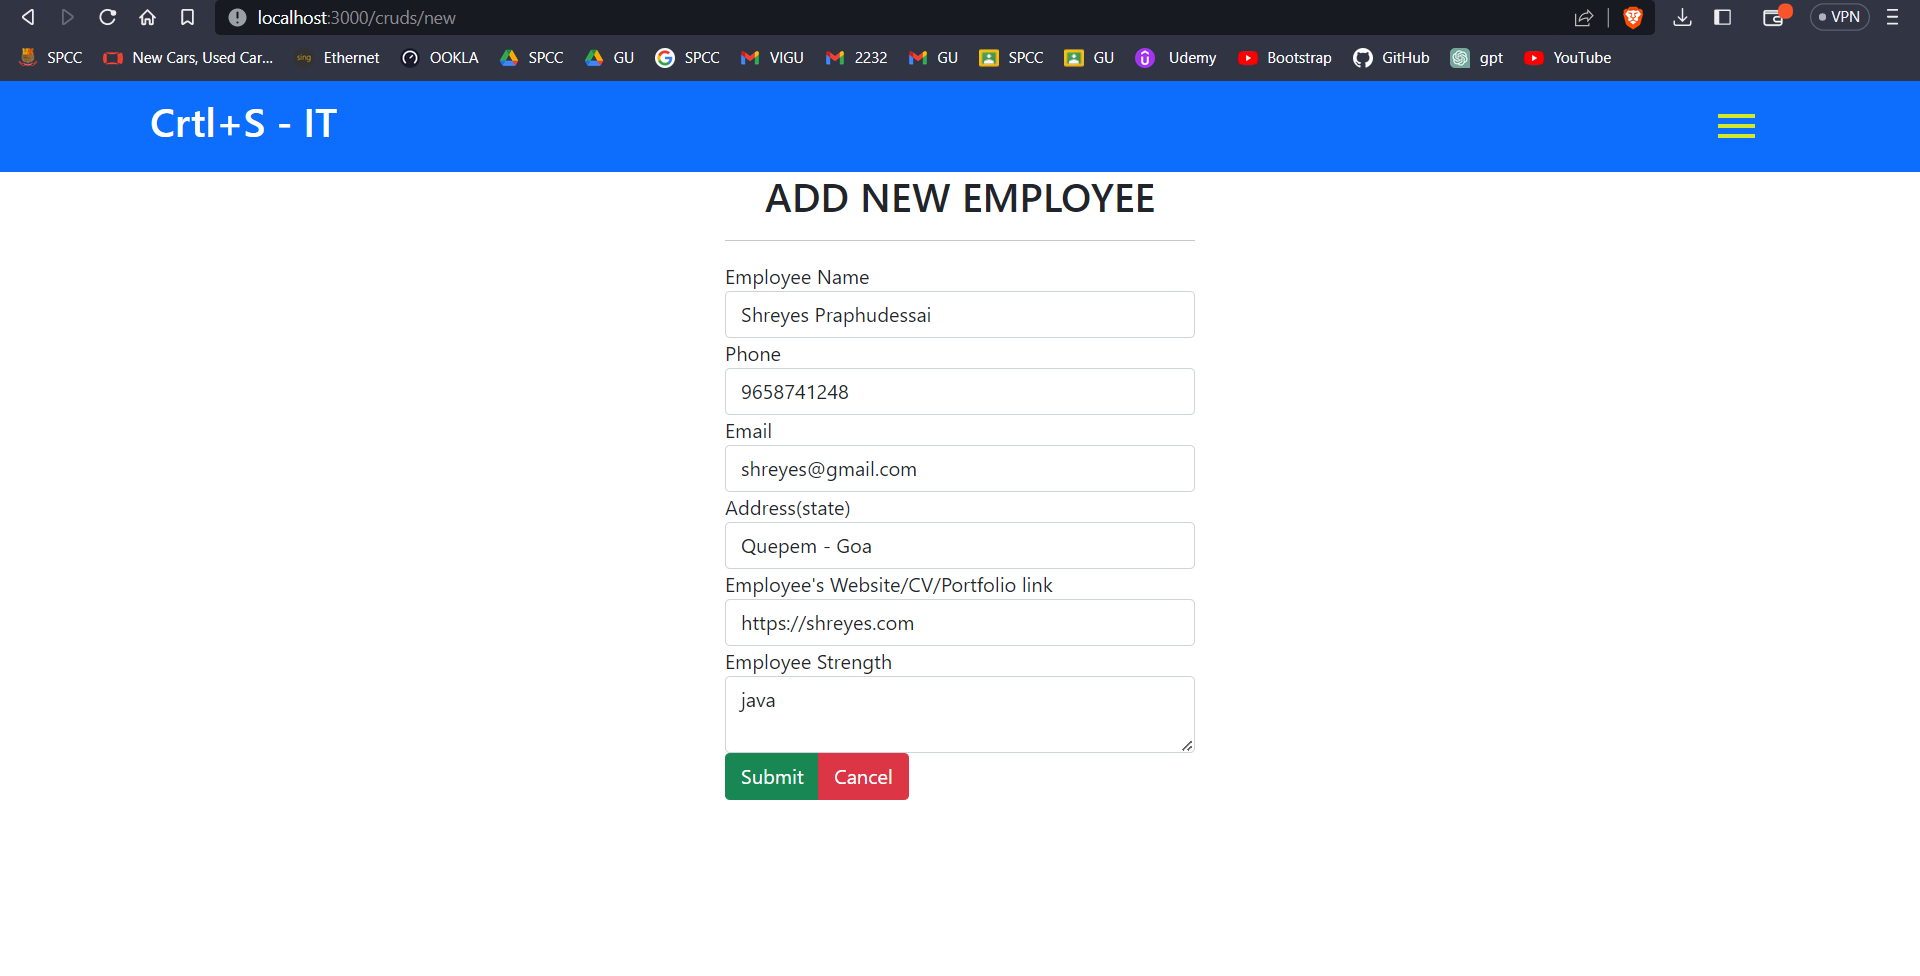 localhost:3000/cruds/new
VPN
SPCC New Cars, Used Car... sing Ethernet OOKLA SPCC GU SPCC VIGU 2232 GU SPCC GU Udemy Bootstrap GitHub gpt YouTube
Crtl+S - IT
ADD NEW EMPLOYEE
Employee Name
Shreyes Praphudessai
Phone
9658741248
Email
shreyes@gmail.com
Address(state)
Quepem - Goa
Employee's Website/CV/Portfolio link
https://shreyes.com
Employee Strength
java
Submit Cancel